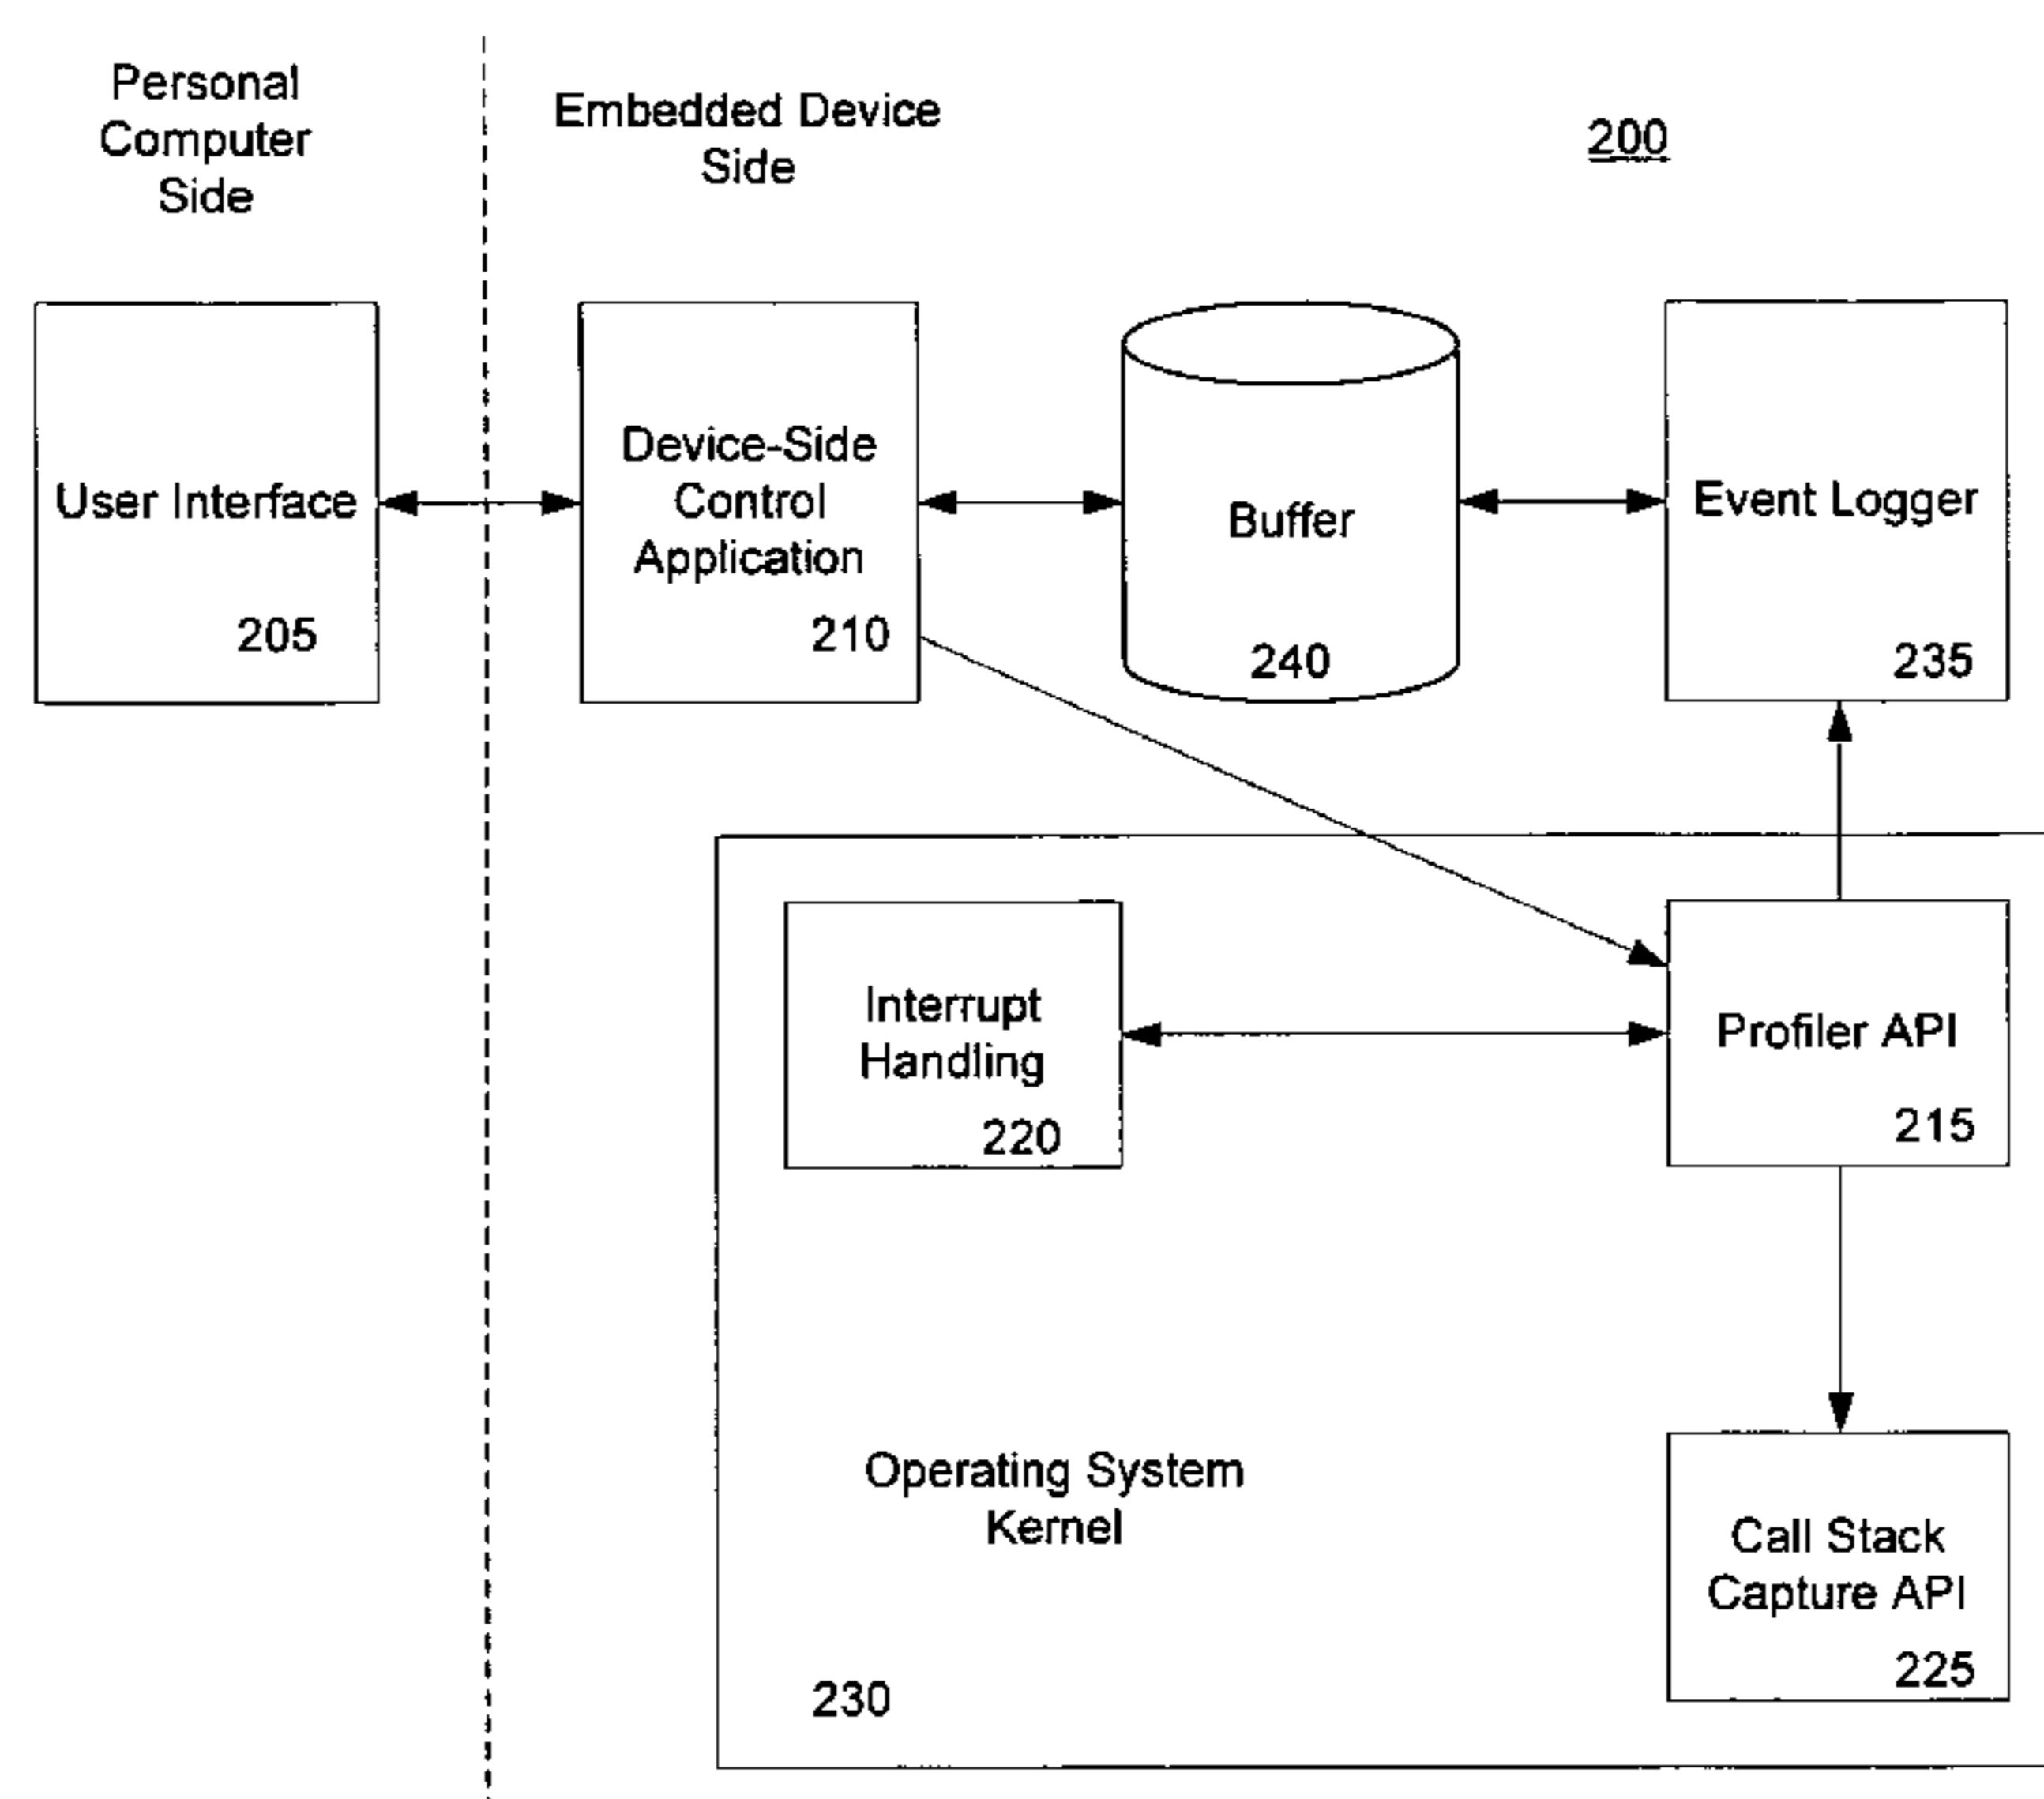 Personal
Computer
Side
Embedded Device
Side
200
User Interface
205
Device-Side
Control
Application
210
Buffer
240
Event Logger
235
Interrupt
Handling
220
Profiler API
215
Operating System
Kernel
230
Call Stack
Capture API
225